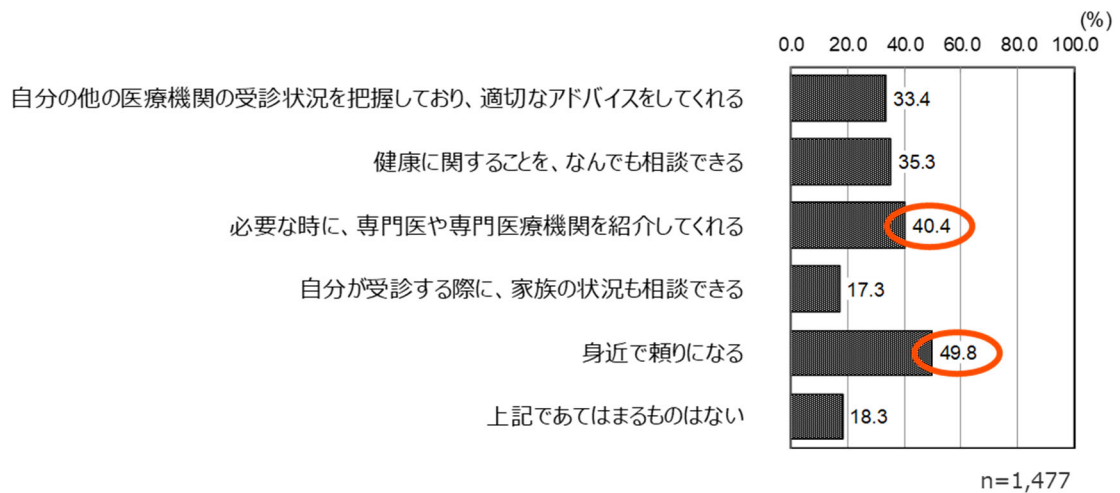 (%)
0.0 20.0 40.0 60.0 80.0 100.0
自分の他の医療機関の受診状況を把握しており、適切なアドバイスをしてくれる 33.4
健康に関することを、なんでも相談できる 35.3
必要な時に、専門医や専門医療機関を紹介してくれる 40.4
自分が受診する際に、家族の状況も相談できる 17.3
身近で頼りになる 49.8
上記であてはまるものはない 18.3
n=1,477